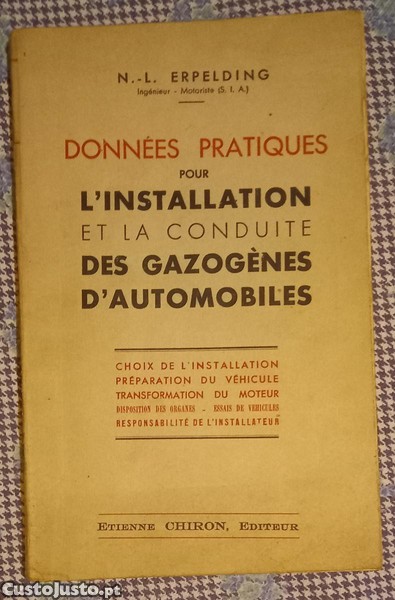 N.-L. ERPELDING
Ingénieur - Motoriste (S. I. A.)
DONNÉES PRATIQUES
POUR
L'INSTALLATION
ET LA CONDUITE
DES GAZOGÈNES
D'AUTOMOBILES
CHOIX DE L'INSTALLATION
PRÉPARATION DU VÉHICULE
TRANSFORMATION DU MOTEUR
DISPOSITION DES ORGANES - ESSAIS DE VÉHICULES
RESPONSABILITÉ DE L'INSTALLATEUR
ETIENNE CHIRON, EDITEUR
CustoJusto.pt